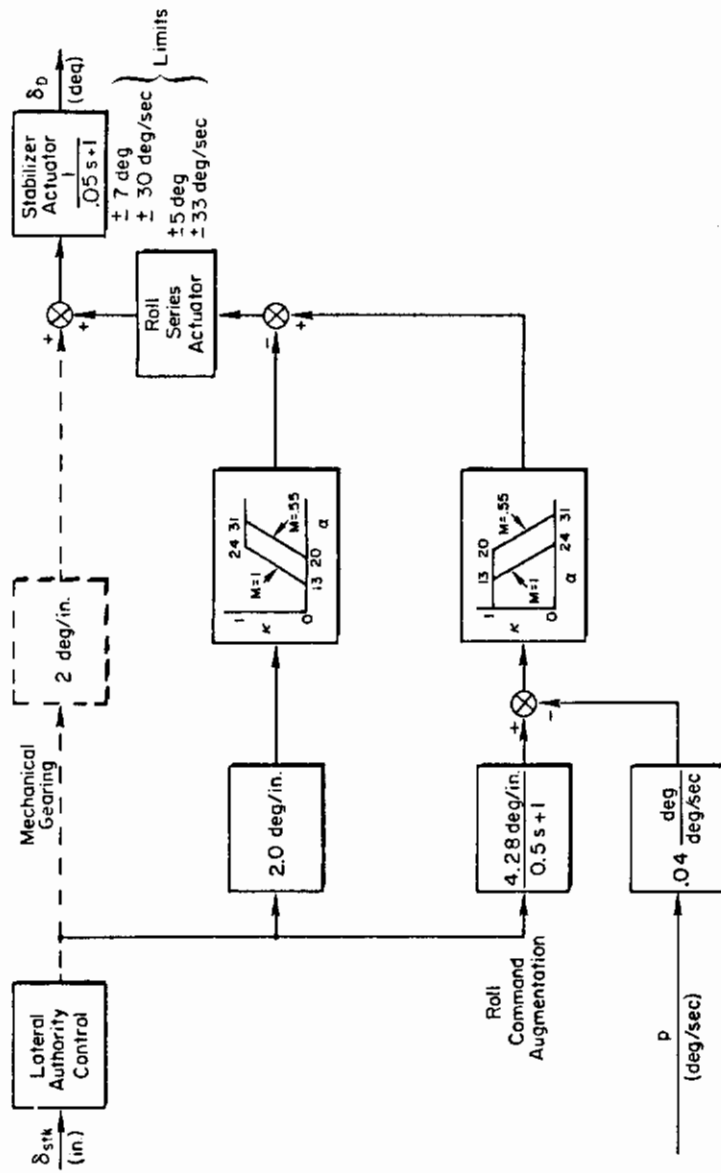 δstk
(in.)
Lateral
Authority
Control
Mechanical
Gearing
2 deg/in.
+
+
Stabilizer
Actuator
1
.05 s+1
δD
(deg)
± 7 deg
± 30 deg/sec
±5 deg
±33 deg/sec
Limits
Roll
Series
Actuator
2.0 deg/in.
1
κ
0
M=1
24 31
M=.55
13 20
α
-
+
Roll
Command
Augmentation
4.28 deg/in.
0.5 s+1
+
-
1
κ
0
13 20
M=.55
M=1
24 31
α
p
(deg/sec)
.04 deg
deg/sec